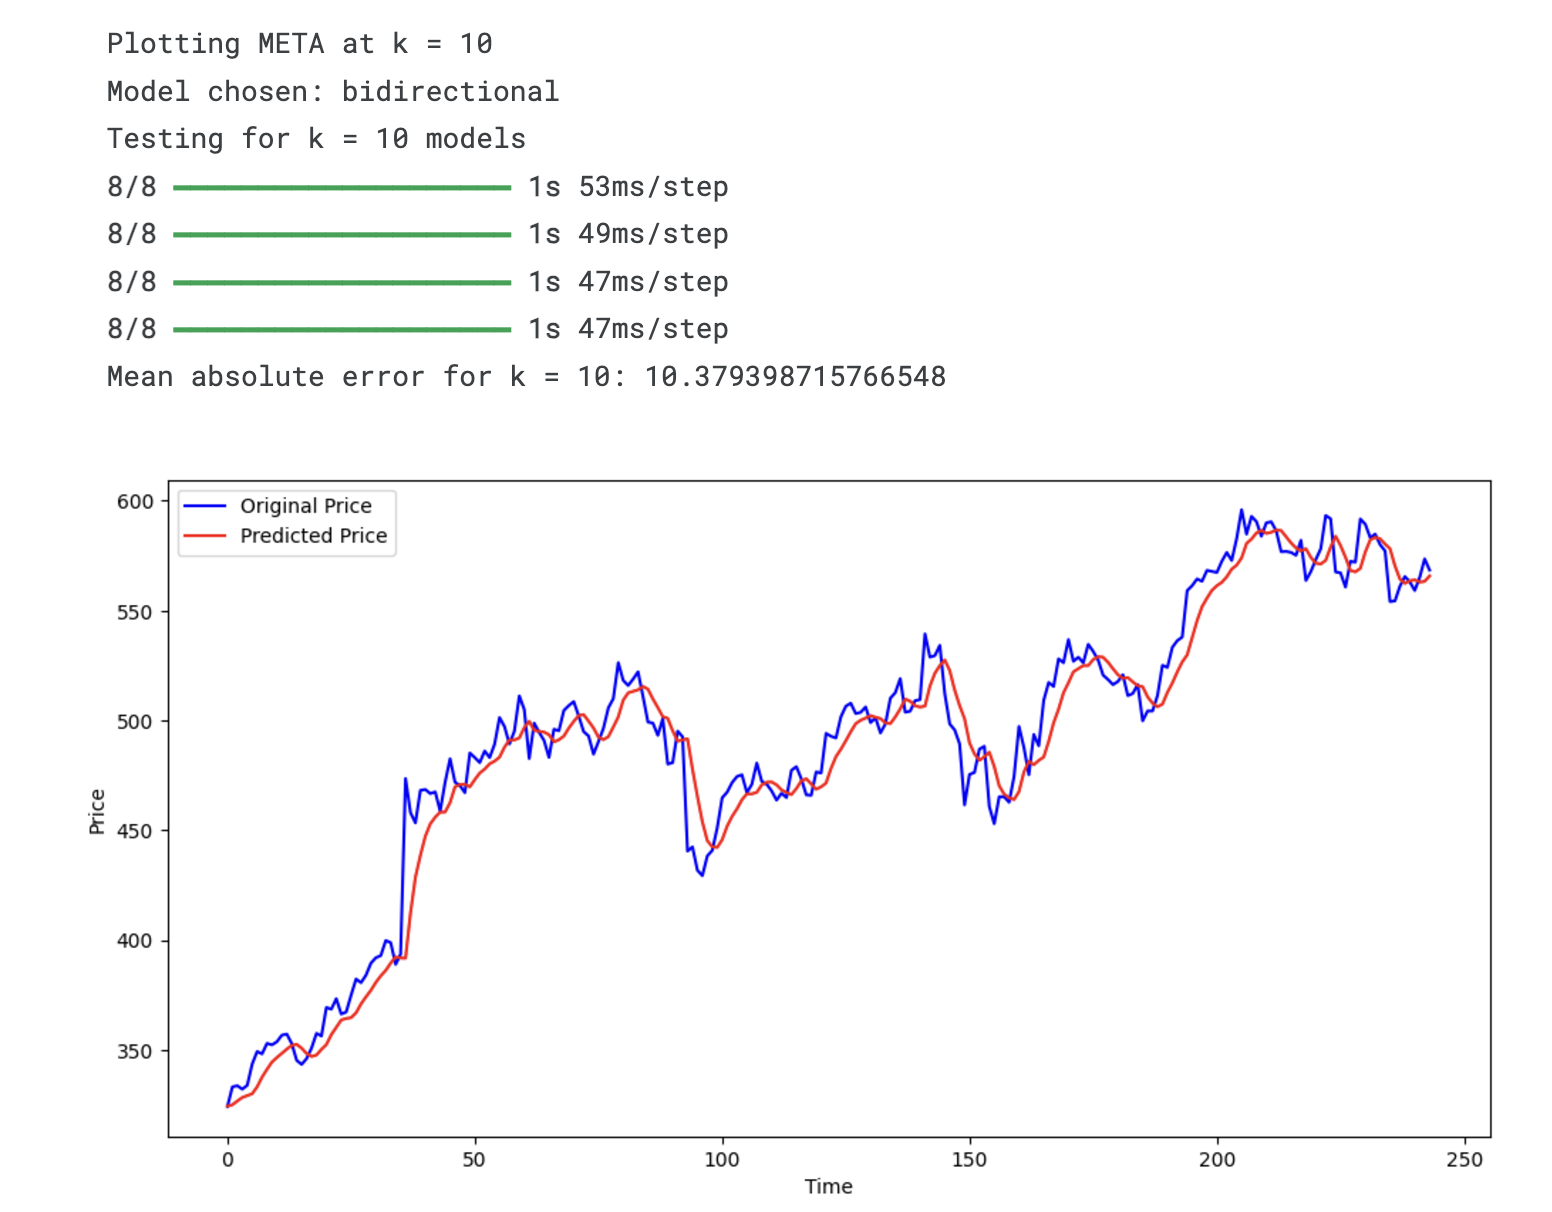 Plotting META at k = 10
Model chosen: bidirectional
Testing for k = 10 models
8/8 1s 53ms/step
8/8 1s 49ms/step
8/8 1s 47ms/step
8/8 1s 47ms/step
Mean absolute error for k = 10: 10.379398715766548
Original Price
Predicted Price
600
550
500
450
400
350
Price
0 50 100 150 200 250
Time